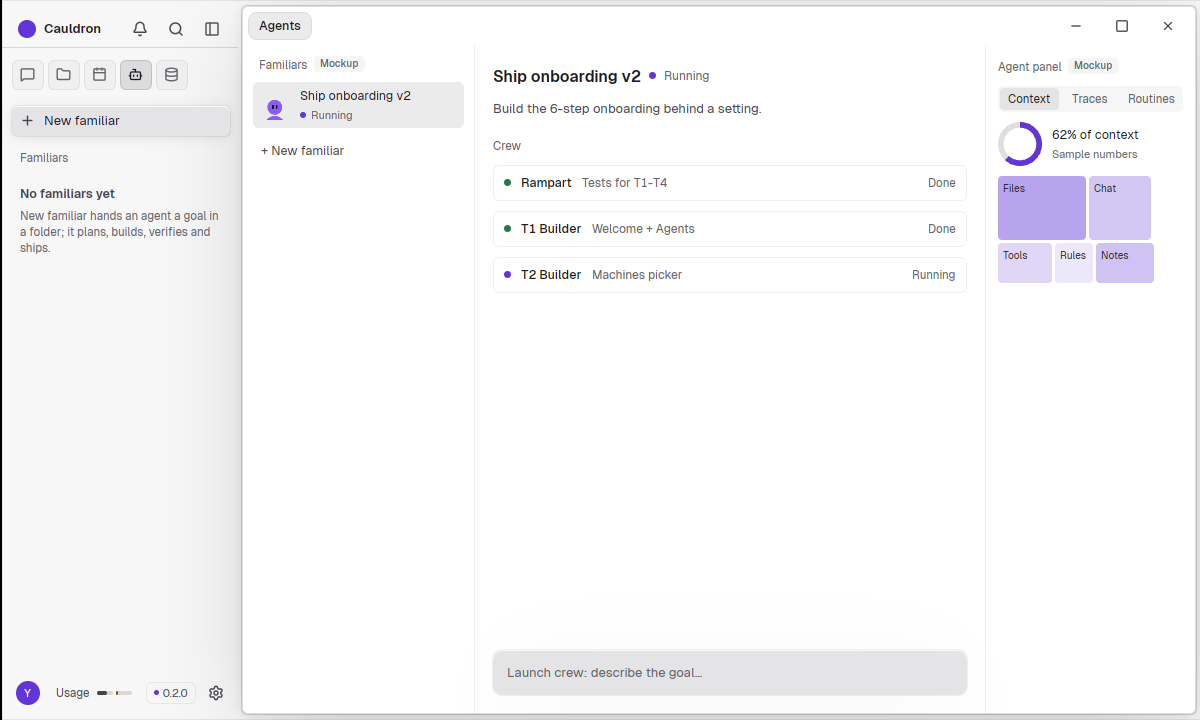 Cauldron
New familiar
Familiars
No familiars yet
New familiar hands an agent a goal in
a folder; it plans, builds, verifies and
ships.
Y
Usage
0.2.0
Agents
Familiars Mockup
Ship onboarding v2
Running
+ New familiar
Ship onboarding v2 Running
Build the 6-step onboarding behind a setting.
Crew
Rampart Tests for T1-T4 Done
T1 Builder Welcome + Agents Done
T2 Builder Machines picker Running
Launch crew: describe the goal…
Agent panel Mockup
Context Traces Routines
62% of context
Sample numbers
Files Chat
Tools Rules Notes